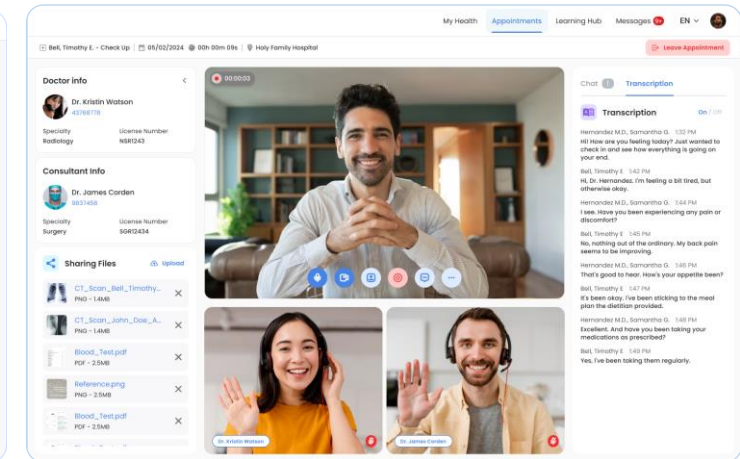 My Health
Appointments
Learning Hub
Messages 9+
EN
Bell, Timothy E. - Check Up
05/02/2024
00h 00m 09s
Holy Family Hospital
Leave Appointment
Doctor info
Dr. Kristin Watson
43766778
Specialty
License Number
Radiology
NSR1243
Consultant Info
Dr. James Corden
9937458
Specialty
License Number
Surgery
SGR12434
Sharing Files
Upload
CT_Scan_Bell_Timothy_
PNG - 1.4MB
CT_Scan_John_Doe_A_
PNG - 1.4MB
Blood_Test.pdf
PDF - 2.5MB
Reference.png
PNG - 2.5MB
Blood_Test.pdf
PDF - 2.5MB
00:00:03
Dr. Kristin Watson
Dr. James Corden
Chat 1
Transcription
Transcription
On / Off
Hernandez M.D., Samantha G. 1:32 PM
Hi! How are you feeling today? Just wanted to
check in and see how everything is going on
your end.
Bell, Timothy E 1:42 PM
Hi, Dr. Hernandez. I'm feeling a bit tired, but
otherwise okay.
Hernandez M.D., Samantha G. 1:44 PM
I see. Have you been experiencing any pain or
discomfort?
Bell, Timothy E 1:45 PM
No, nothing out of the ordinary. My back pain
seems to be improving.
Hernandez M.D., Samantha G. 1:46 PM
That's good to hear. How's your appetite been?
Bell, Timothy E 1:47 PM
It's been okay. I've been sticking to the meal
plan the dietitian provided.
Hernandez M.D., Samantha G. 1:48 PM
Excellent. And have you been taking your
medications as prescribed?
Bell, Timothy E 1:49 PM
Yes, I've been taking them regularly.